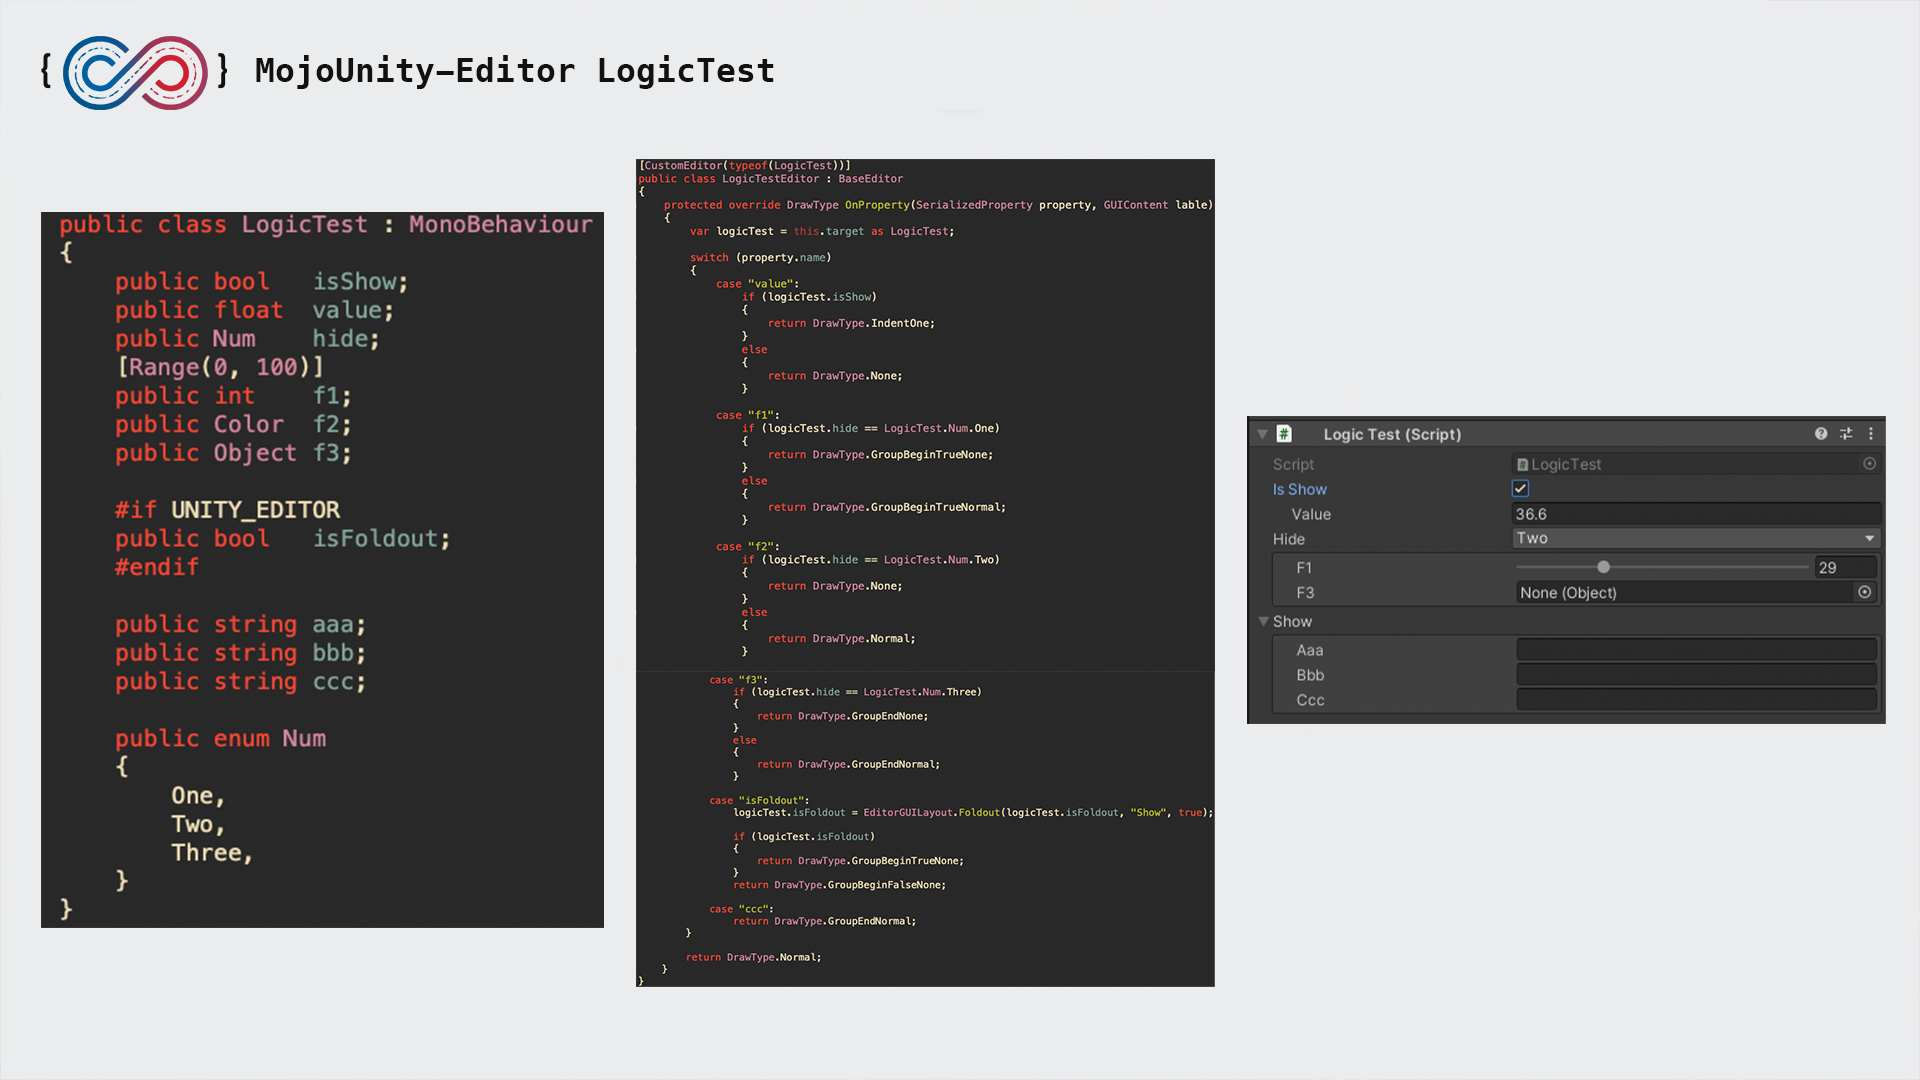 { } MojoUnity-Editor LogicTest
public class LogicTest : MonoBehaviour
{
public bool isShow;
public float value;
public Num hide;
[Range(0, 100)]
public int f1;
public Color f2;
public Object f3;
#if UNITY_EDITOR
public bool isFoldout;
#endif
public string aaa;
public string bbb;
public string ccc;
public enum Num
{
One,
Two,
Three,
}
}
[CustomEditor(typeof(LogicTest))]
public class LogicTestEditor : BaseEditor
{
protected override DrawType OnProperty(SerializedProperty property, GUIContent lable)
{
var logicTest = this.target as LogicTest;
switch (property.name)
{
case "value":
if (logicTest.isShow)
{
return DrawType.IndentOne;
}
else
{
return DrawType.None;
}
case "f1":
if (logicTest.hide == LogicTest.Num.One)
{
return DrawType.GroupBeginTrueNone;
}
else
{
return DrawType.GroupBeginTrueNormal;
}
case "f2":
if (logicTest.hide == LogicTest.Num.Two)
{
return DrawType.None;
}
else
{
return DrawType.Normal;
}
case "f3":
if (logicTest.hide == LogicTest.Num.Three)
{
return DrawType.GroupEndNone;
}
else
{
return DrawType.GroupEndNormal;
}
case "isFoldout":
logicTest.isFoldout = EditorGUILayout.Foldout(logicTest.isFoldout, "Show", true);
if (logicTest.isFoldout)
{
return DrawType.GroupBeginTrueNone;
}
return DrawType.GroupBeginFalseNone;
case "ccc":
return DrawType.GroupEndNormal;
}
return DrawType.Normal;
}
}
# Logic Test (Script)
Script # LogicTest
Is Show
Value 36.6
Hide Two
F1 29
F3 None (Object)
Show
Aaa
Bbb
Ccc